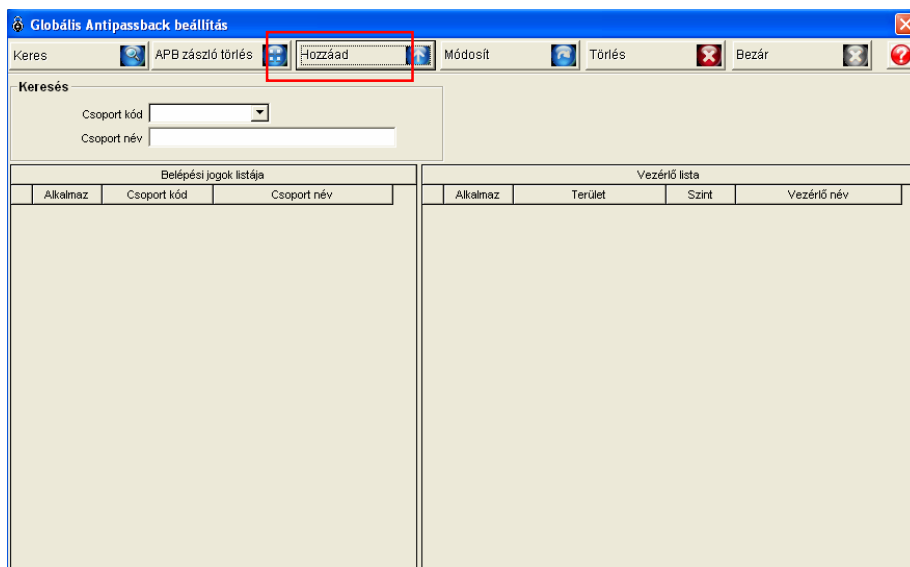 Globális Antipassback beállítás
Keres APB zászló törlés Hozzáad Módosít Törlés Bezár ?
Keresés
Csoport kód
Csoport név
Belépési jogok listája Vezérlő lista
Alkalmaz Csoport kód Csoport név Alkalmaz Terület Szint Vezérlő név